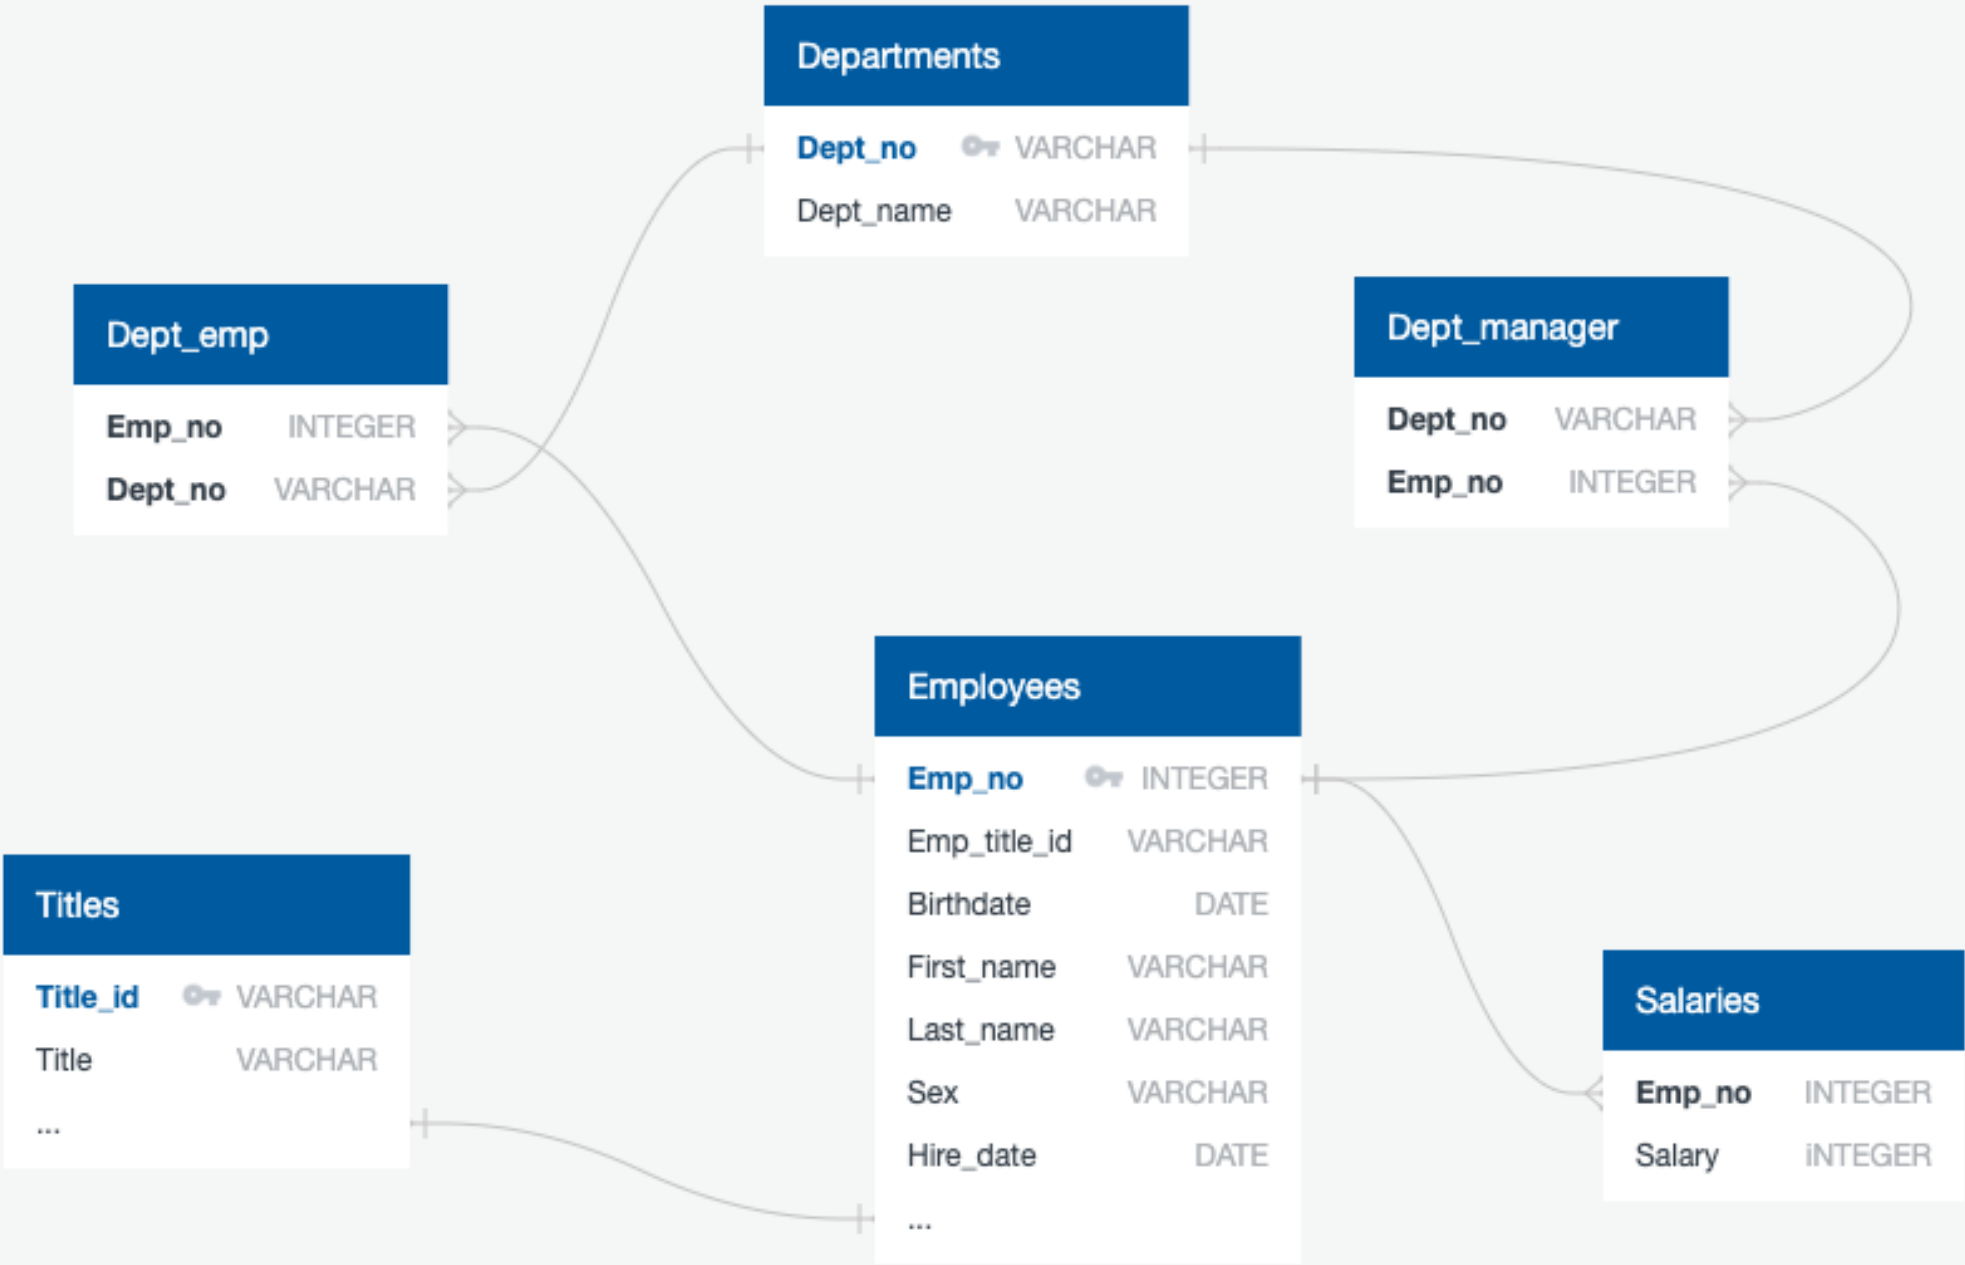 Departments
Dept_no VARCHAR
Dept_name VARCHAR
Dept_emp
Emp_no INTEGER
Dept_no VARCHAR
Dept_manager
Dept_no VARCHAR
Emp_no INTEGER
Employees
Emp_no INTEGER
Emp_title_id VARCHAR
Birthdate DATE
First_name VARCHAR
Last_name VARCHAR
Sex VARCHAR
Hire_date DATE
...
Titles
Title_id VARCHAR
Title VARCHAR
...
Salaries
Emp_no INTEGER
Salary iNTEGER